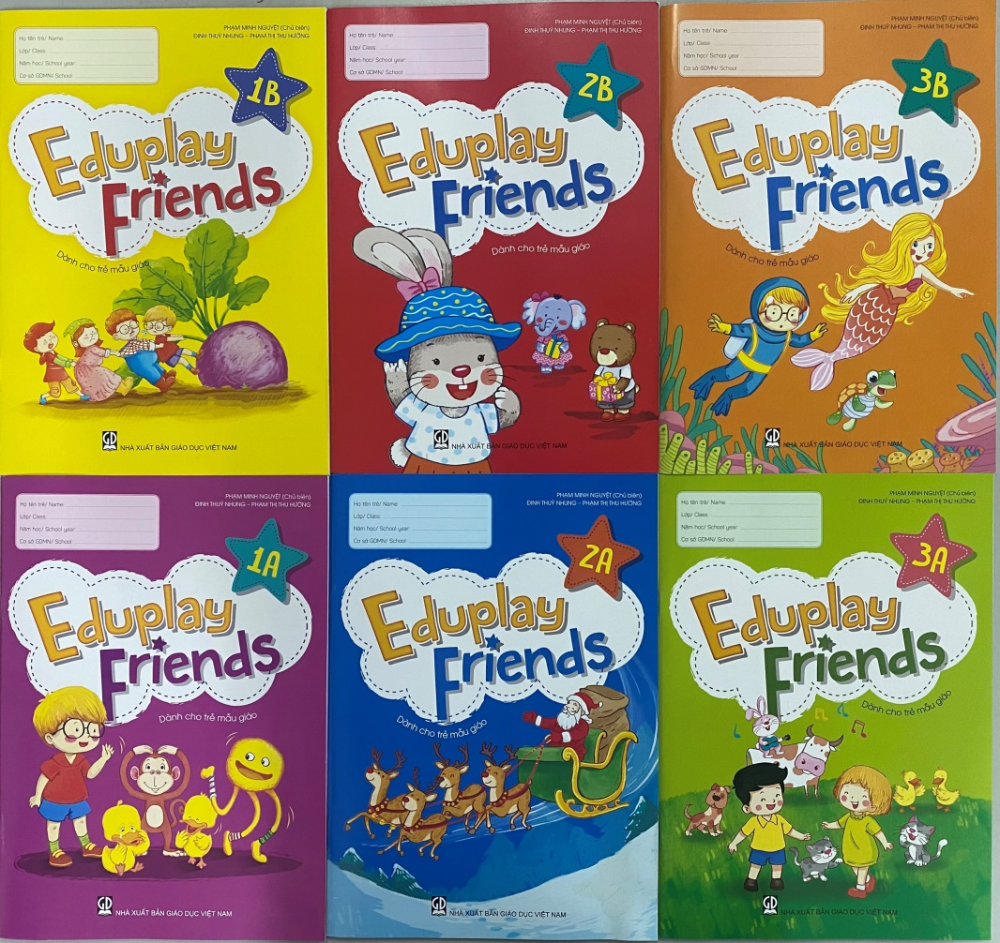 Họ tên trẻ/ Name:
Lớp/ Class:
Năm học/ School year:
Cơ sở GDMN/ School:
PHẠM MINH NGUYỆT (Chủ biên)
ĐINH THUỲ NHUNG – PHẠM THỊ THU HƯỜNG
1B
Eduplay
Friends
Dành cho trẻ mẫu giáo
GD
NHÀ XUẤT BẢN GIÁO DỤC VIỆT NAM
Họ tên trẻ/ Name:
Lớp/ Class:
Năm học/ School year:
Cơ sở GDMN/ School:
PHẠM MINH NGUYỆT (Chủ biên)
ĐINH THUỲ NHUNG – PHẠM THỊ THU HƯỜNG
2B
Eduplay
Friends
Dành cho trẻ mẫu giáo
GD
NHÀ XUẤT BẢN GIÁO DỤC VIỆT NAM
Họ tên trẻ/ Name:
Lớp/ Class:
Năm học/ School year:
Cơ sở GDMN/ School:
PHẠM MINH NGUYỆT (Chủ biên)
ĐINH THUỲ NHUNG – PHẠM THỊ THU HƯỜNG
3B
Eduplay
Friends
Dành cho trẻ mẫu giáo
GD
NHÀ XUẤT BẢN GIÁO DỤC VIỆT NAM
Họ tên trẻ/ Name:
Lớp/ Class:
Năm học/ School year:
Cơ sở GDMN/ School:
PHẠM MINH NGUYỆT (Chủ biên)
ĐINH THUỲ NHUNG – PHẠM THỊ THU HƯỜNG
1A
Eduplay
Friends
Dành cho trẻ mẫu giáo
GD
NHÀ XUẤT BẢN GIÁO DỤC VIỆT NAM
Họ tên trẻ/ Name:
Lớp/ Class:
Năm học/ School year:
Cơ sở GDMN/ School:
PHẠM MINH NGUYỆT (Chủ biên)
ĐINH THUỲ NHUNG – PHẠM THỊ THU HƯỜNG
2A
Eduplay
Friends
Dành cho trẻ mẫu giáo
GD
NHÀ XUẤT BẢN GIÁO DỤC VIỆT NAM
Họ tên trẻ/ Name:
Lớp/ Class:
Năm học/ School year:
Cơ sở GDMN/ School:
PHẠM MINH NGUYỆT (Chủ biên)
ĐINH THUỲ NHUNG – PHẠM THỊ THU HƯỜNG
3A
Eduplay
Friends
Dành cho trẻ mẫu giáo
GD
NHÀ XUẤT BẢN GIÁO DỤC VIỆT NAM